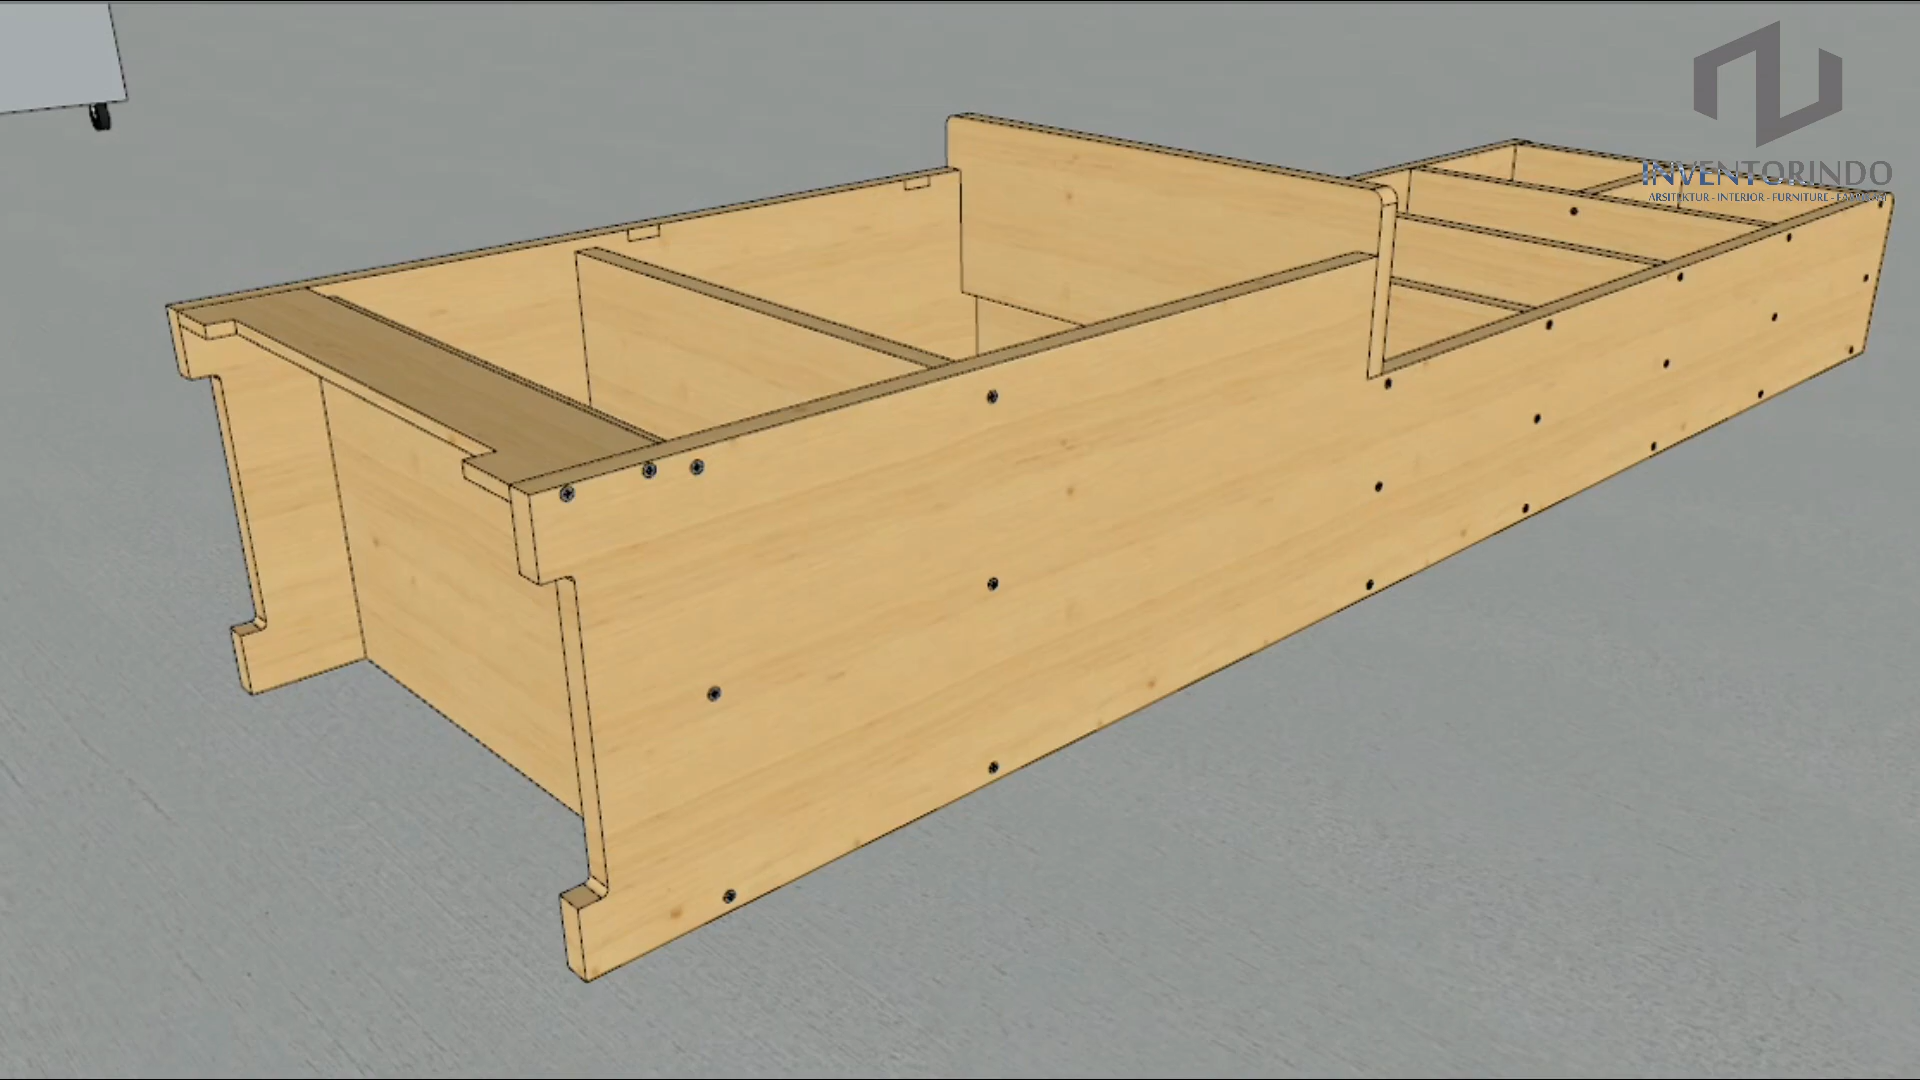 INVENTORINDO
ARSITEKTUR - INTERIOR - FURNITURE -